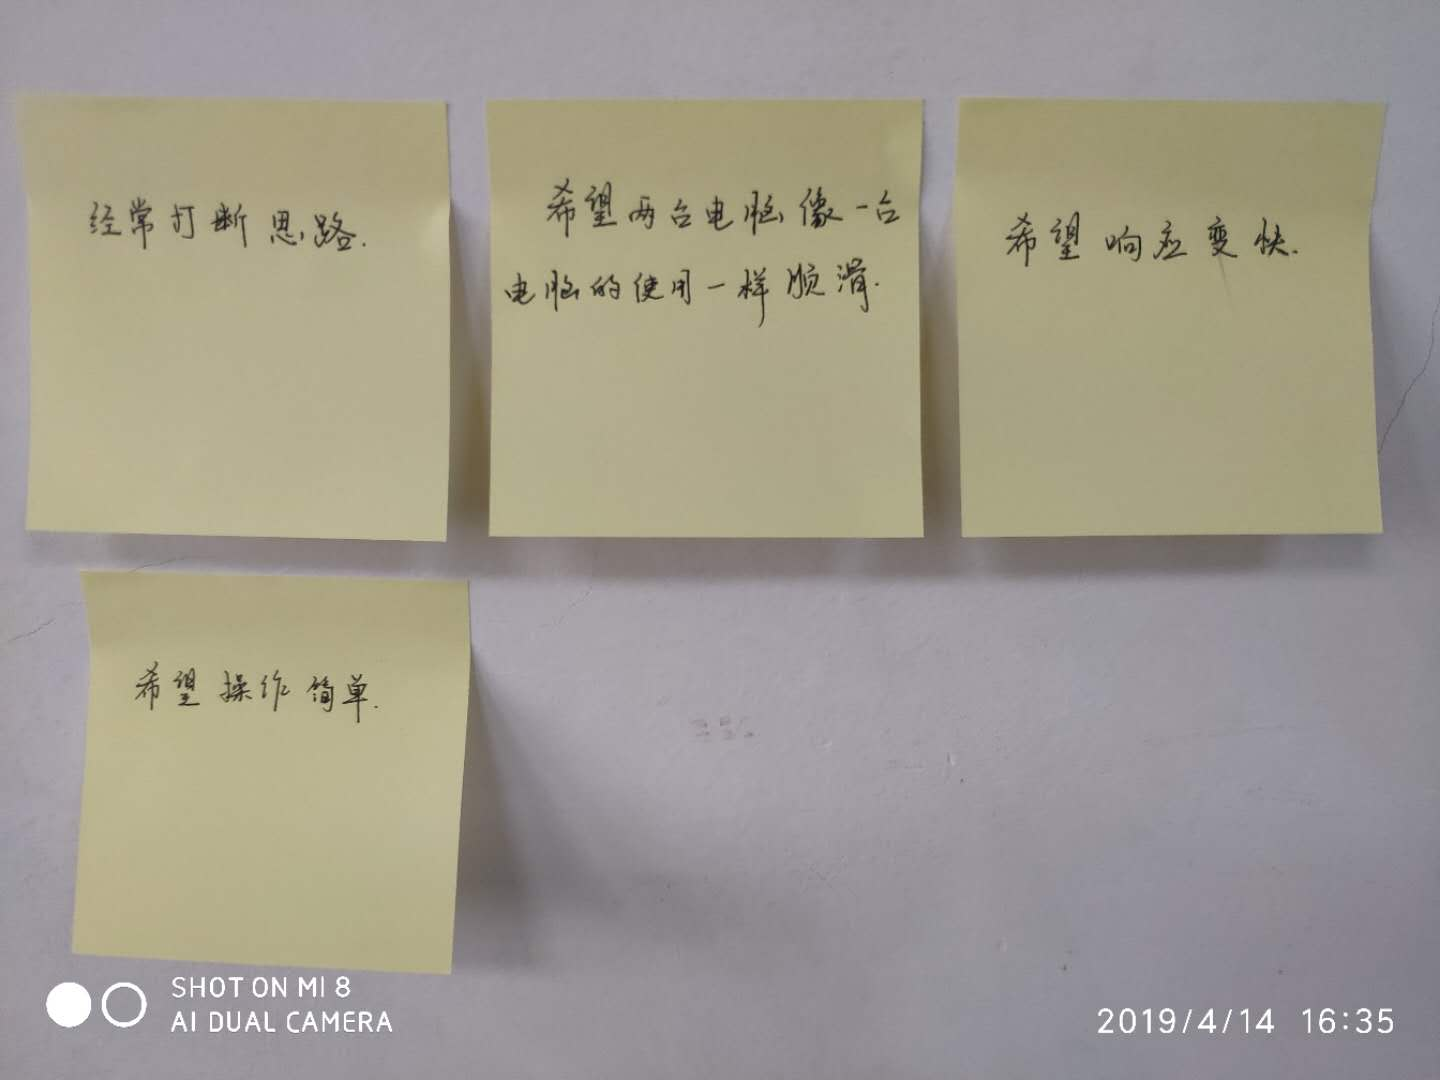 经常打断思路.
希望两台电脑像一台
电脑的使用一样顺滑.
希望响应变快.
希望操作简单.
SHOT ON MI 8
AI DUAL CAMERA
2019/4/14 16:35